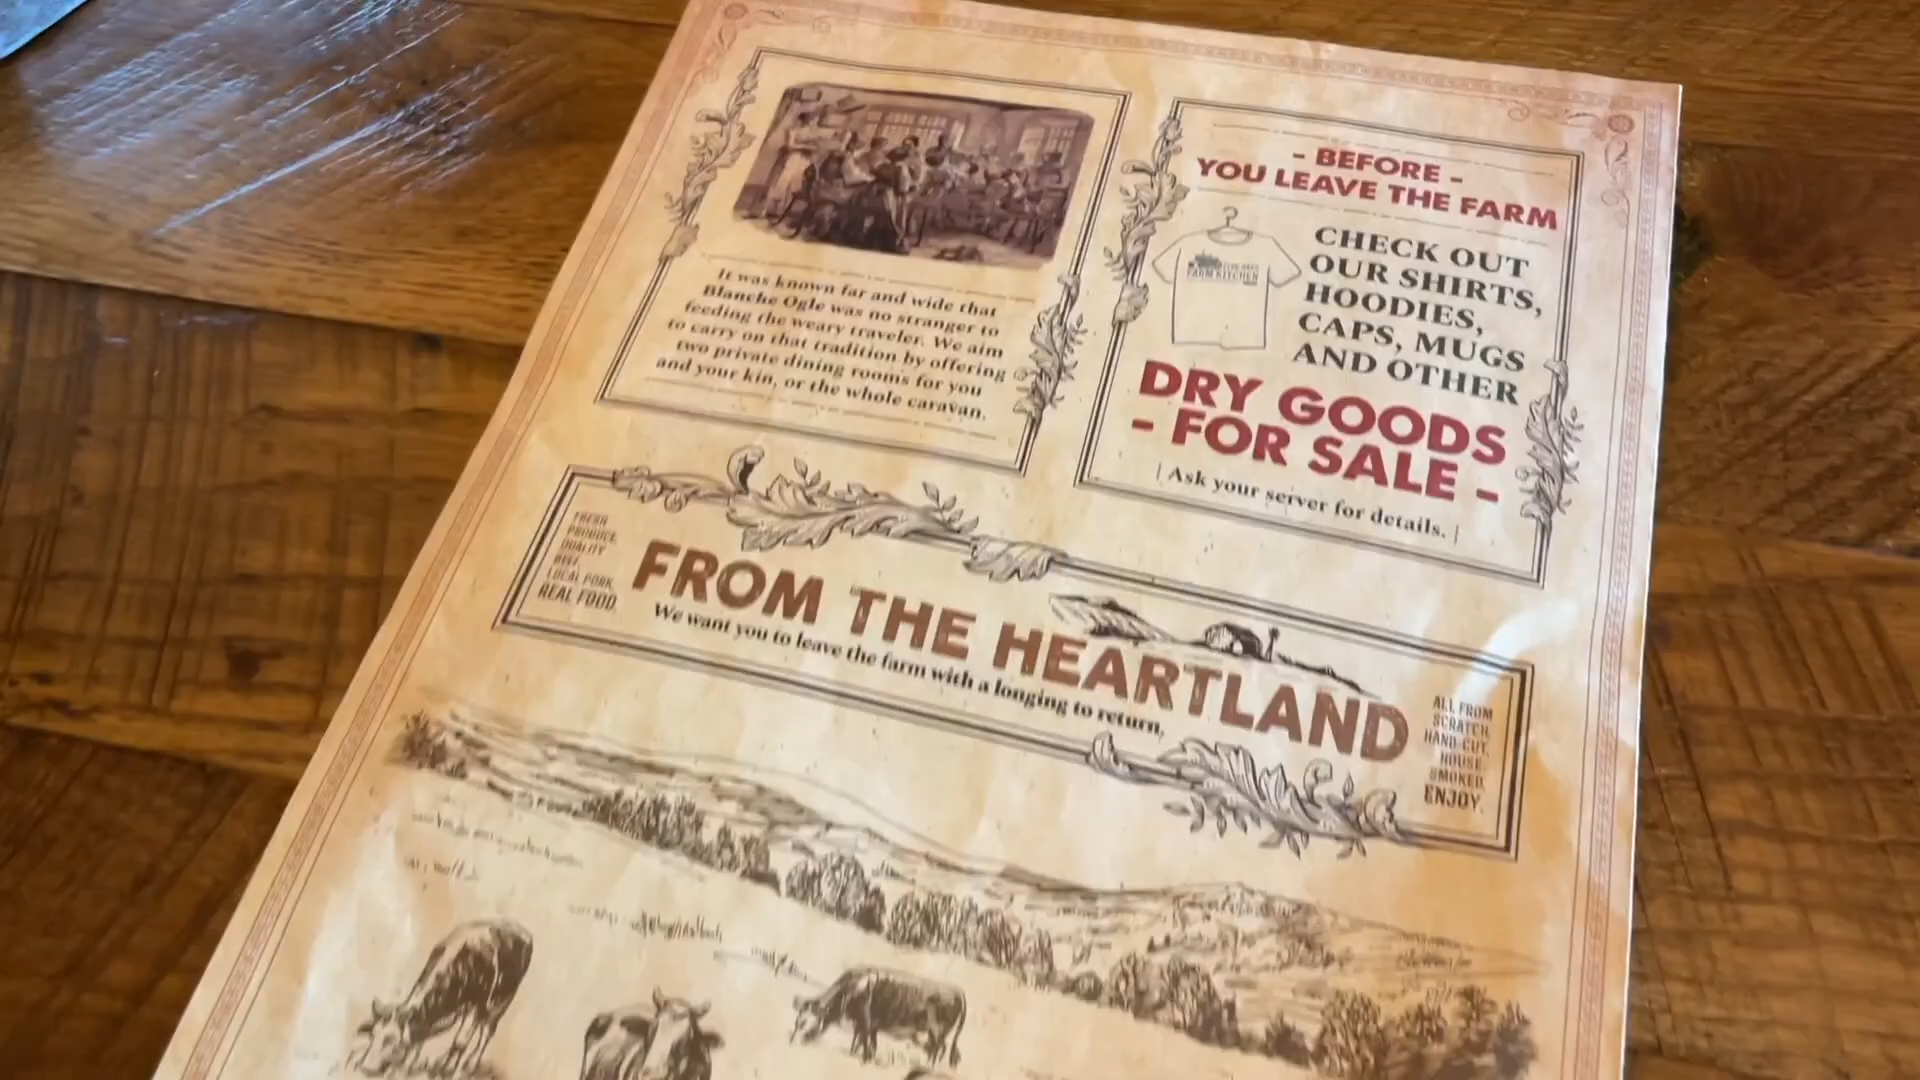 It was known far and wide that
Blanche Ogle was no stranger to
feeding the weary traveler. We aim
to carry on that tradition by offering
two private dining rooms for you
and your kin, or the whole caravan.
- BEFORE -
YOU LEAVE THE FARM
FARM KITCHEN
CHECK OUT
OUR SHIRTS,
HOODIES,
CAPS, MUGS
AND OTHER
DRY GOODS
- FOR SALE -
| Ask your server for details. |
FRESH
PRODUCE.
QUALITY
BEEF.
LOCAL PORK.
REAL FOOD.
FROM THE HEARTLAND
We want you to leave the farm with a longing to return.
ALL FROM
SCRATCH.
HAND-CUT.
HOUSE-
SMOKED.
ENJOY.